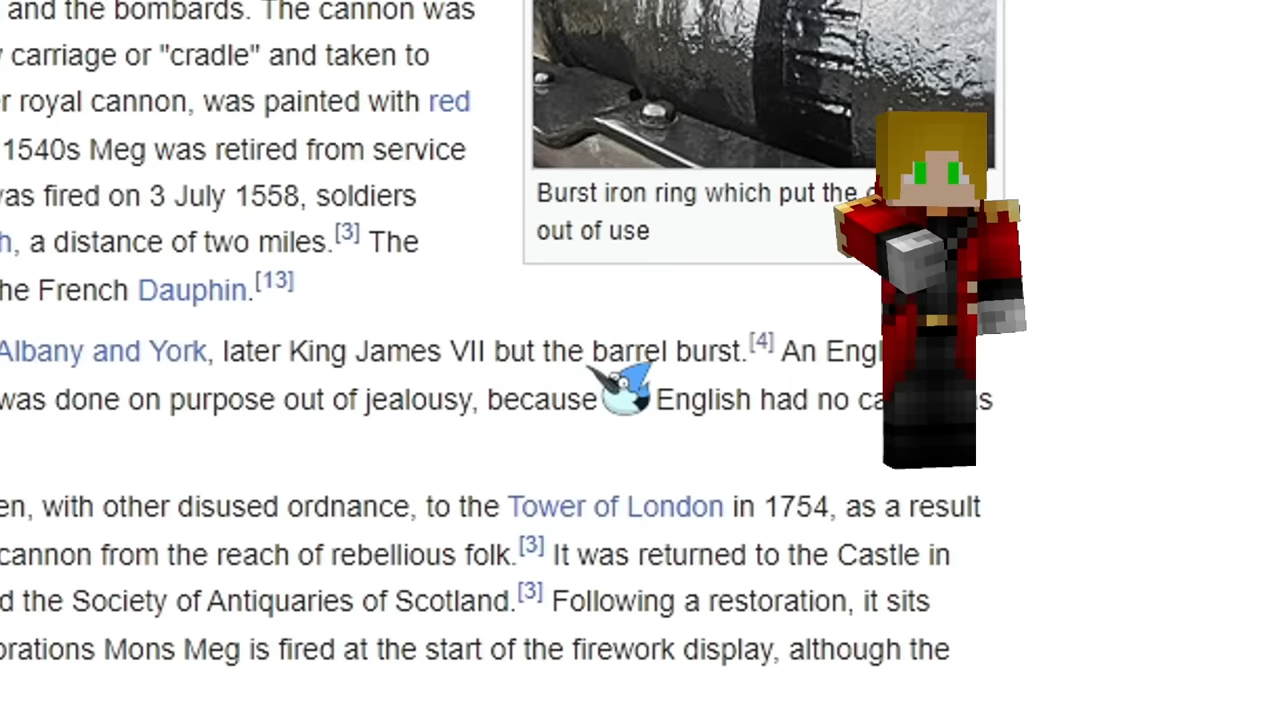 and the bombards. The cannon was
carriage or "cradle" and taken to
r royal cannon, was painted with red
1540s Meg was retired from service
was fired on 3 July 1558, soldiers
h, a distance of two miles.[3] The
he French Dauphin.[13]
Burst iron ring which put the
out of use
Albany and York, later King James VII but the barrel burst.[4] An Engl
was done on purpose out of jealousy, because English had no ca s
en, with other disused ordnance, to the Tower of London in 1754, as a result
cannon from the reach of rebellious folk.[3] It was returned to the Castle in
d the Society of Antiquaries of Scotland.[3] Following a restoration, it sits
orations Mons Meg is fired at the start of the firework display, although the